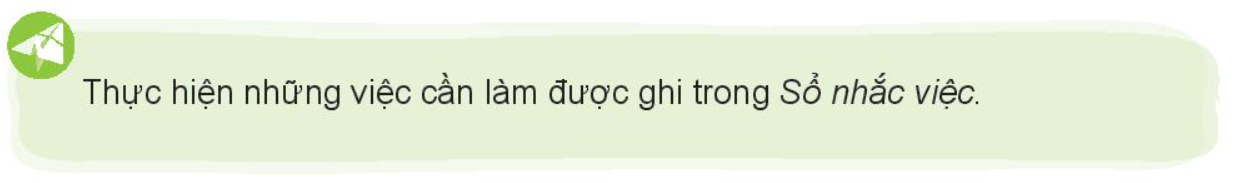 Thực hiện những việc cần làm được ghi trong Sổ nhắc việc.